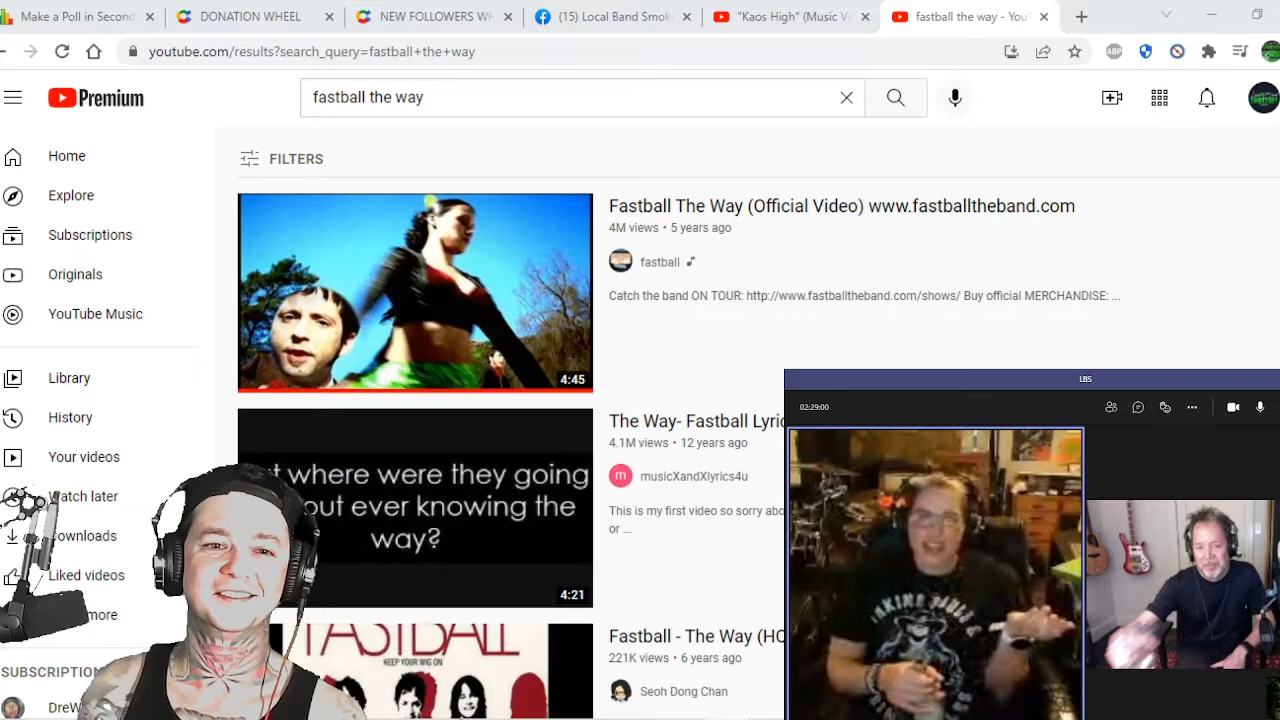 Make a Poll in Second
DONATION WHEEL
NEW FOLLOWERS WH
(15) Local Band Smok
"Kaos High" (Music V
fastball the way - You
youtube.com/results?search_query=fastball+the+way
ABP
Premium
fastball the way
Home
Explore
Subscriptions
Originals
YouTube Music
Library
History
Your videos
Watch later
ownloads
Liked videos
more
SUBSCRIPTION
DreW
FILTERS
4:45
Fastball The Way (Official Video) www.fastballtheband.com
4M views • 5 years ago
fastball
Catch the band ON TOUR: http://www.fastballtheband.com/shows/ Buy official MERCHANDISE: ...
t where were they going
out ever knowing the
way?
4:21
The Way- Fastball Lyric
4.1M views • 12 years ago
m
musicXandXlyrics4u
This is my first video so sorry abo
or ...
FASTBALL
KEEP YOUR WIG ON
Fastball - The Way (HQ
221K views • 6 years ago
Seoh Dong Chan
LBS
02:29:00